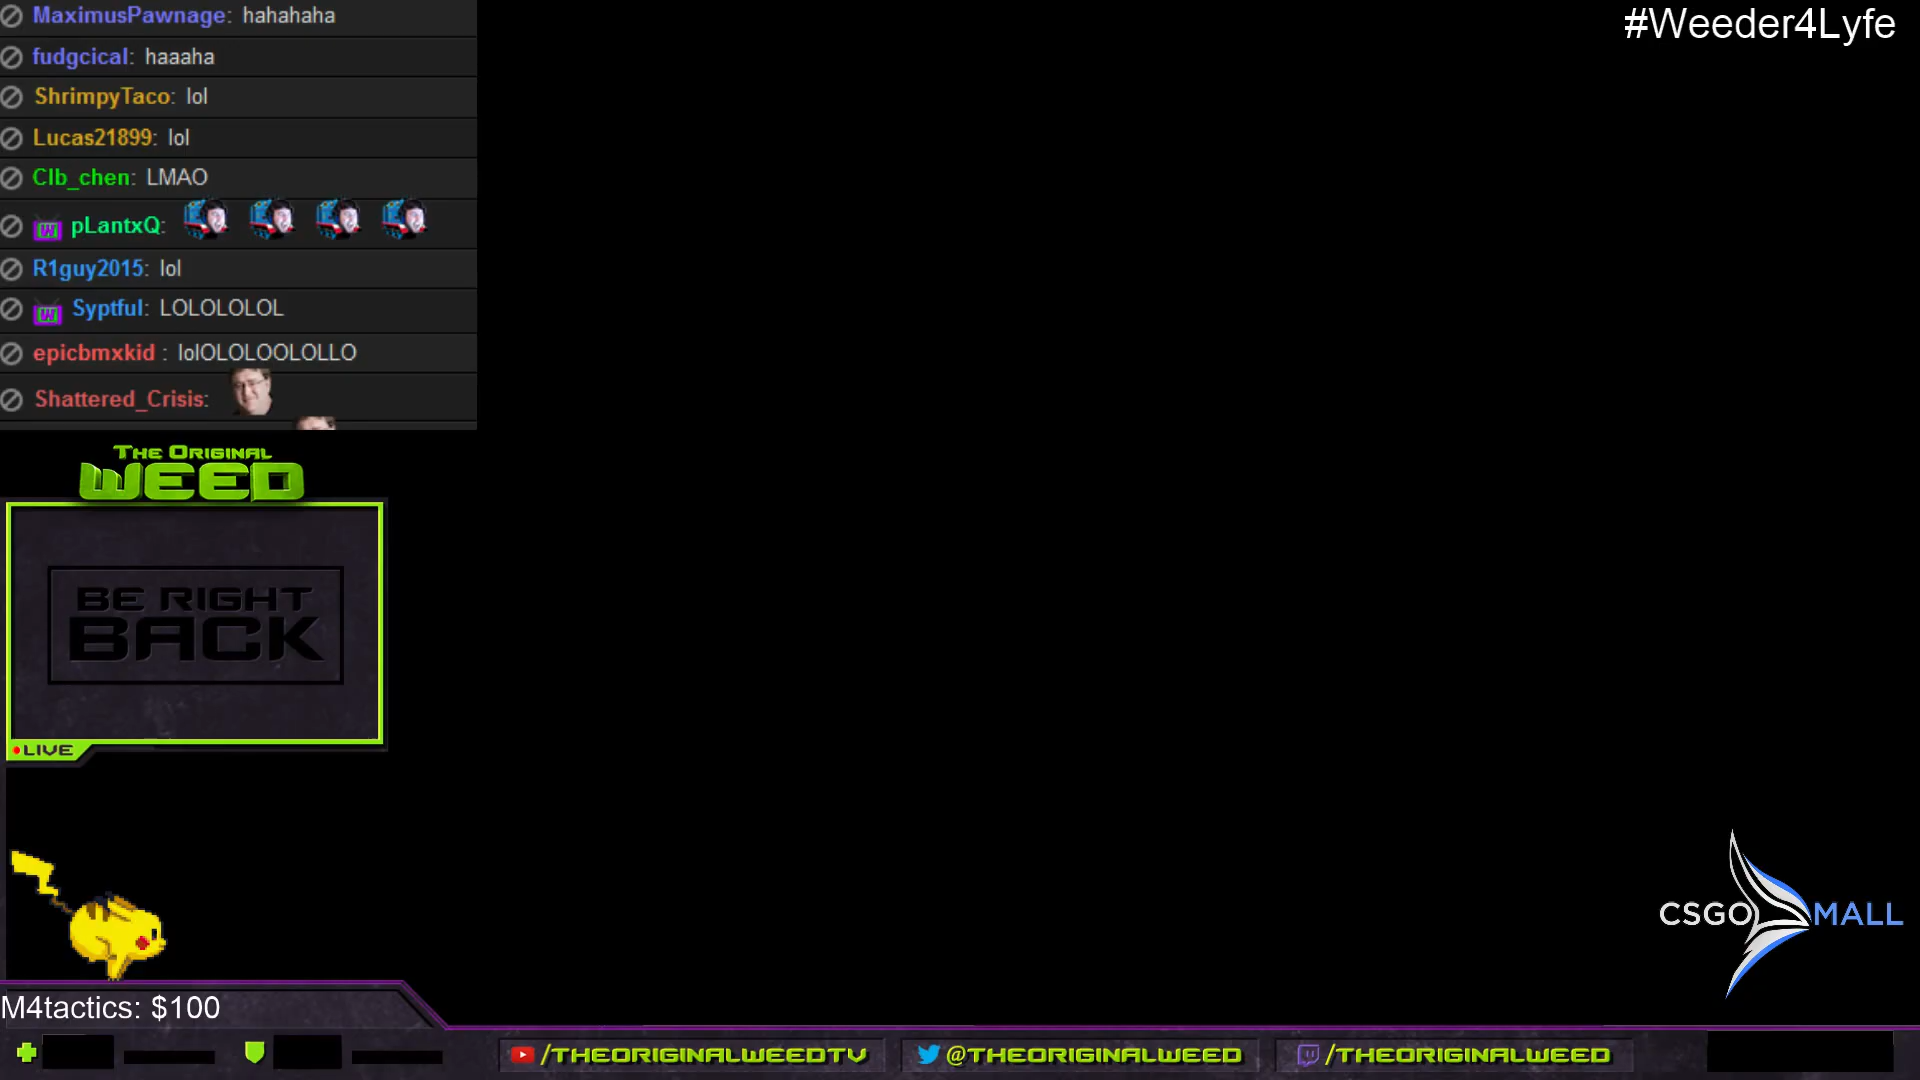 MaximusPawnage: hahahaha
fudgcical: haaaha
ShrimpyTaco: lol
Lucas21899: lol
Clb_chen: LMAO
pLantxQ:
R1guy2015: lol
Syptful: LOLOLOLOL
epicbmxkid : lolOLOLOOLOLLO
Shattered_Crisis:
#Weeder4Lyfe
THE ORIGINAL
WEED
BE RIGHT
BACK
LIVE
CSGO MALL
M4tactics: $100
/THEORIGINALWEEDTV
@THEORIGINALWEED
/THEORIGINALWEED